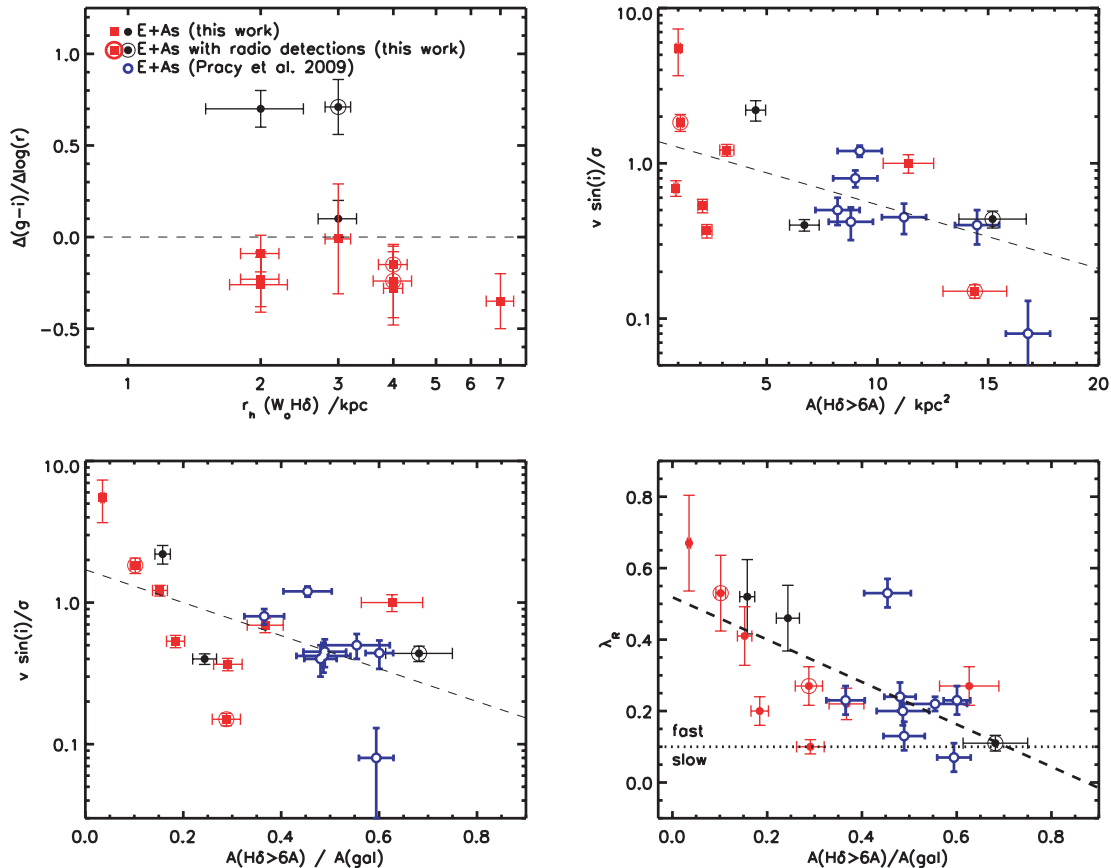 E+As (this work)
E+As with radio detections (this work)
E+As (Pracy et al. 2009)
1.0
0.5
0.0
−0.5
Δ(g−i)/Δlog(r)
1 2 3 4 5 6 7
r_h (W_oHδ) /kpc
5.0
1.0
0.1
v sin(i)/σ
5 10 15 20
A(Hδ>6A) / kpc²
10.0
1.0
0.1
v sin(i)/σ
0.0 0.2 0.4 0.6 0.8
A(Hδ>6A) / A(gal)
0.8
0.6
0.4
0.2
0.0
λ_R
fast
slow
0.0 0.2 0.4 0.6 0.8
A(Hδ>6A)/A(gal)